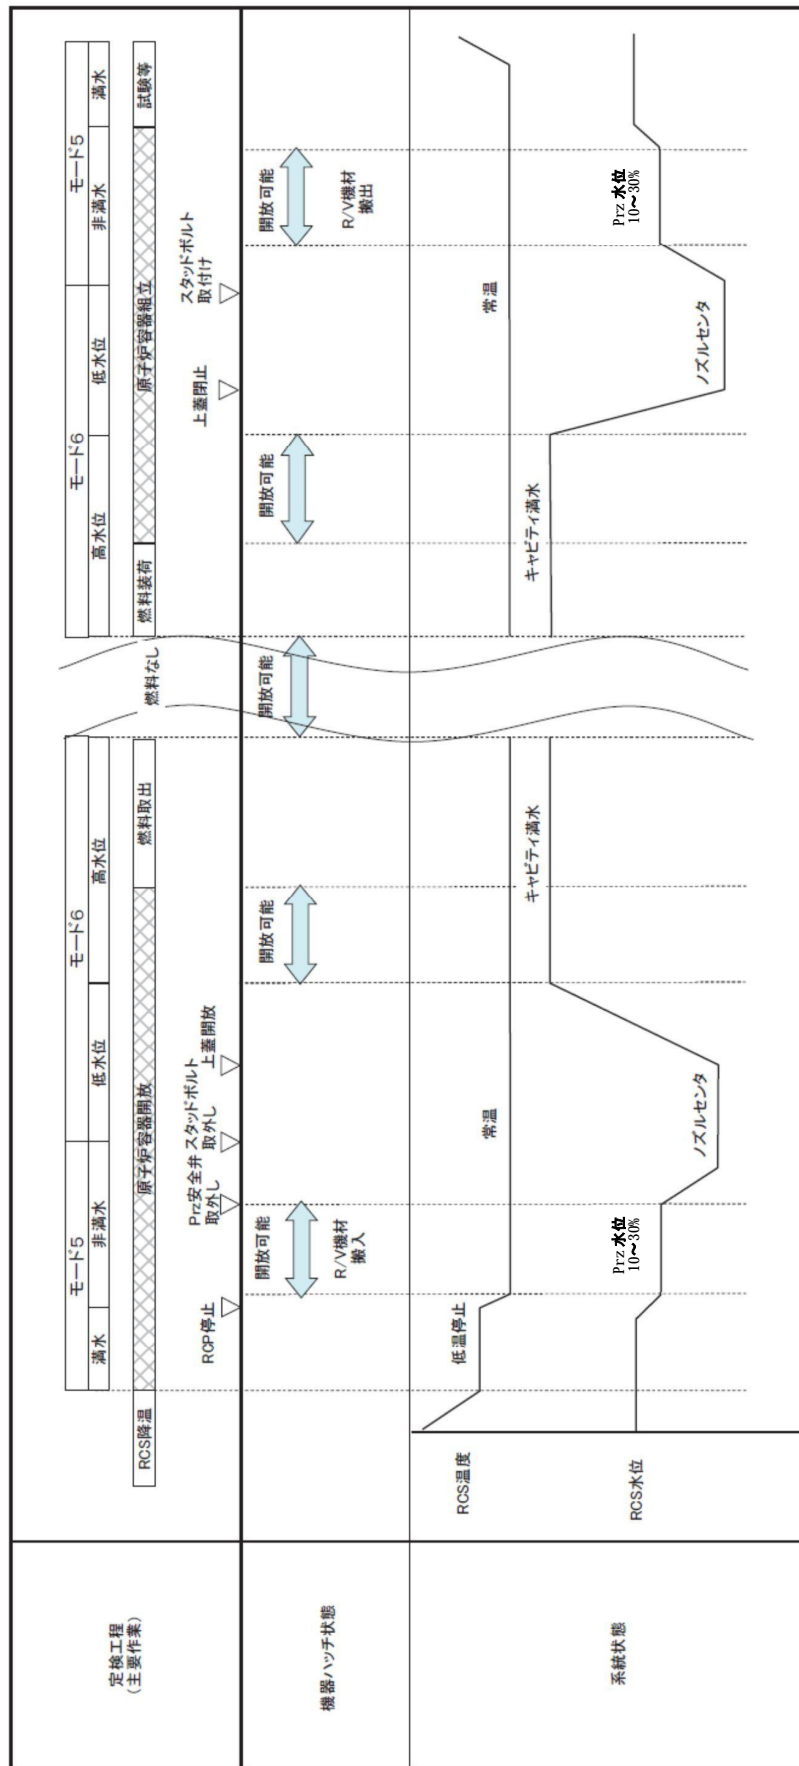 定検工程
(主要作業)
モード5
モード6
モード6
モード5
満水
非満水
低水位
高水位
高水位
低水位
非満水
満水
RCS降温
原子炉容器開放
燃料取出
燃料なし
燃料装荷
原子炉容器組立
試験等
RCP停止
Prz安全弁
取外し
スタッドボルト
取外し
上蓋開放
上蓋閉止
スタッドボルト
取付け
機器ハッチ状態
開放可能
R/V機材
搬入
開放可能
開放可能
開放可能
開放可能
R/V機材
搬出
系統状態
RCS温度
低温停止
常温
常温
RCS水位
Prz 水位
10～30%
ノズルセンタ
キャビティ満水
キャビティ満水
ノズルセンタ
Prz 水位
10～30%